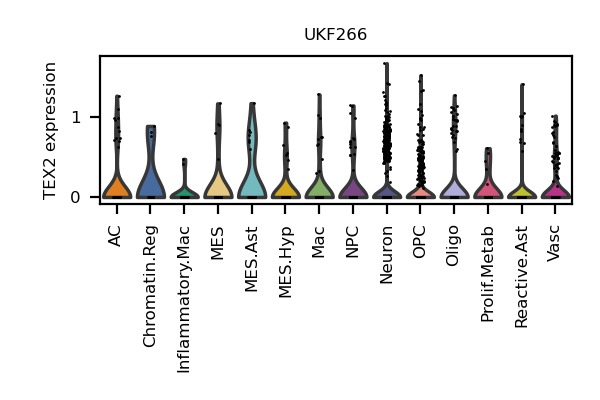 UKF266
TEX2 expression
1
0
AC
Chromatin.Reg
Inflammatory.Mac
MES
MES.Ast
MES.Hyp
Mac
NPC
Neuron
OPC
Oligo
Prolif.Metab
Reactive.Ast
Vasc